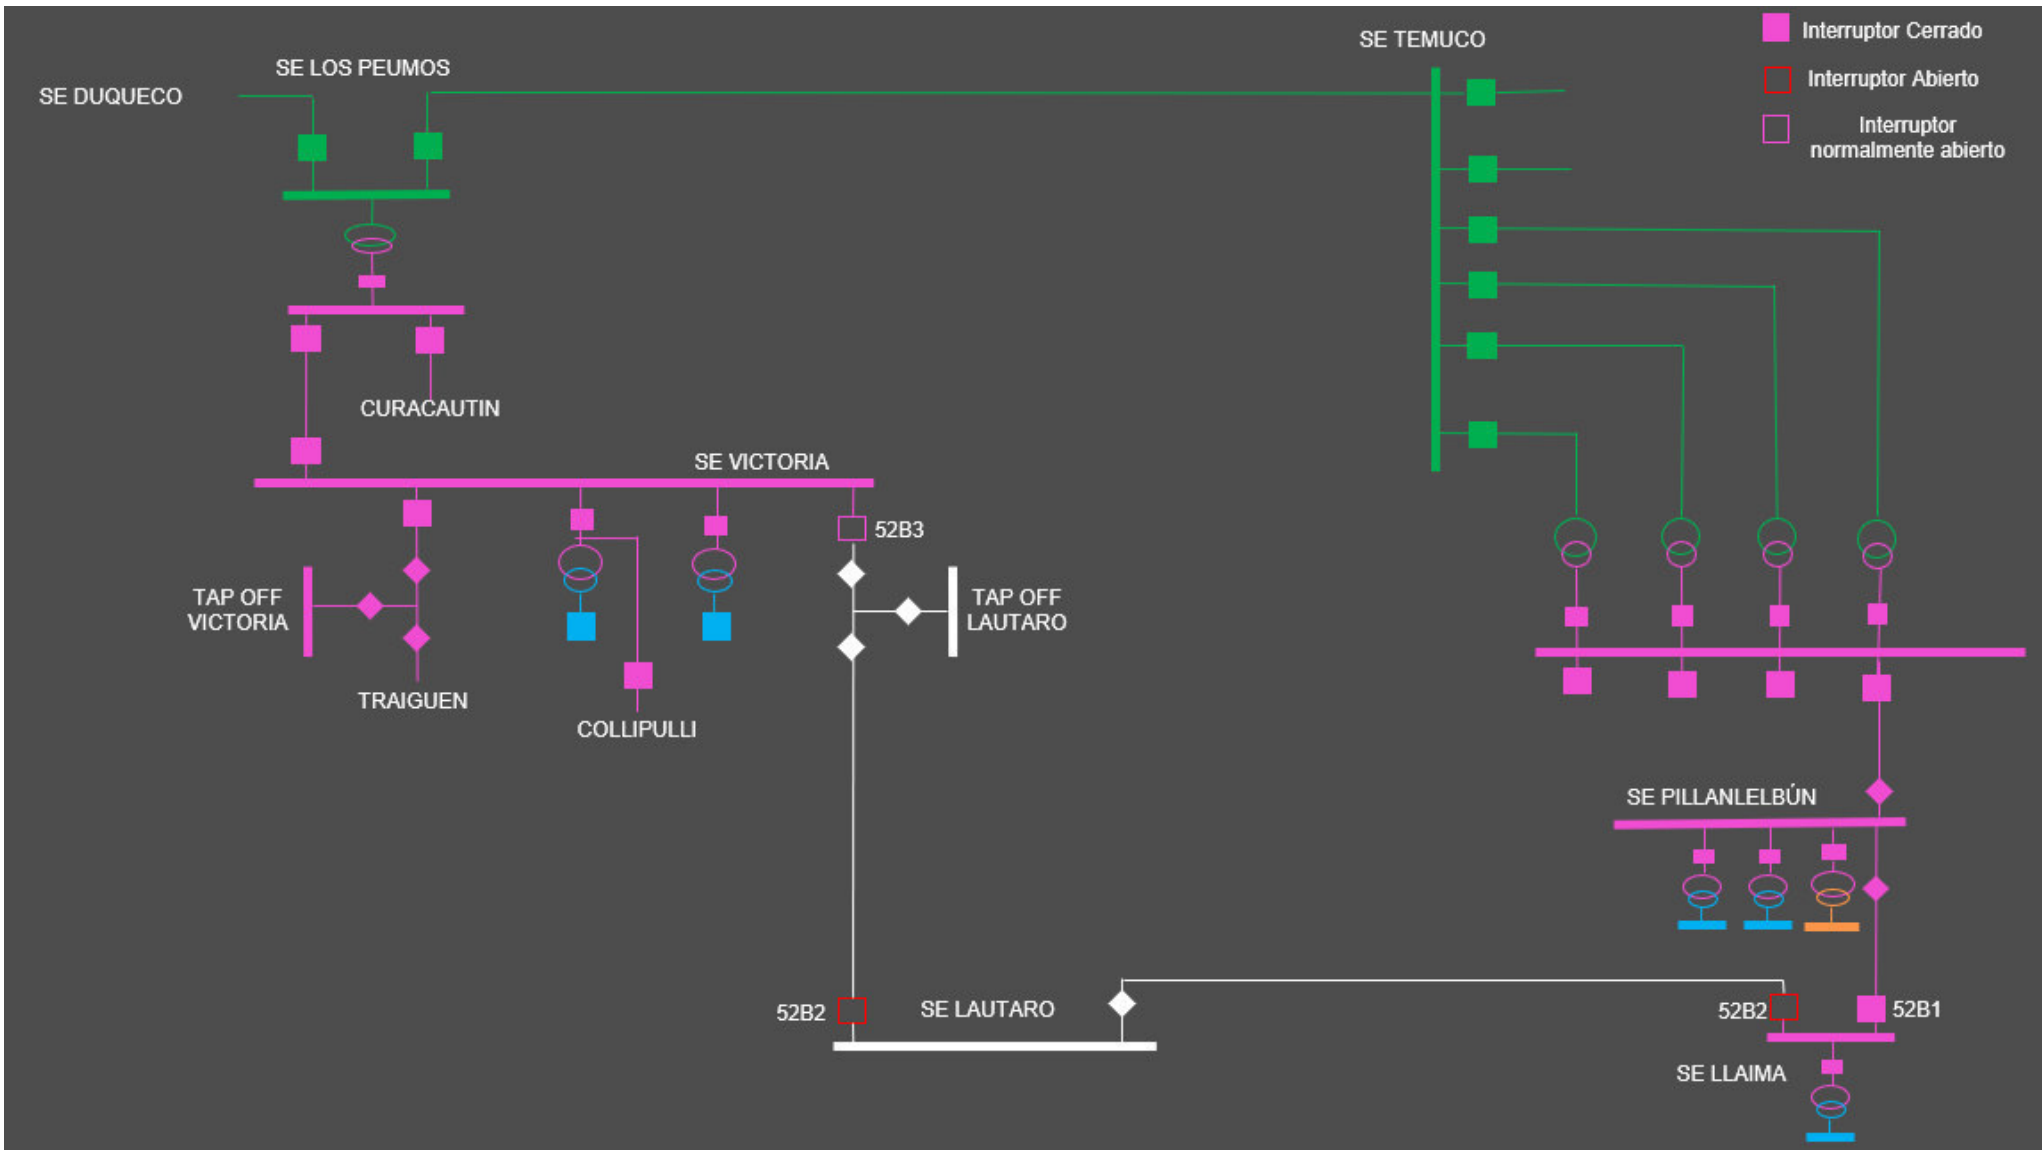 SE TEMUCO
Interruptor Cerrado
SE LOS PEUMOS
SE DUQUECO
Interruptor Abierto
Interruptor
normalmente abierto
CURACAUTIN
SE VICTORIA
52B3
TAP OFF
VICTORIA
TAP OFF
LAUTARO
TRAIGUEN
COLLIPULLI
SE PILLANLELBÚN
52B2
SE LAUTARO
52B2
52B1
SE LLAIMA